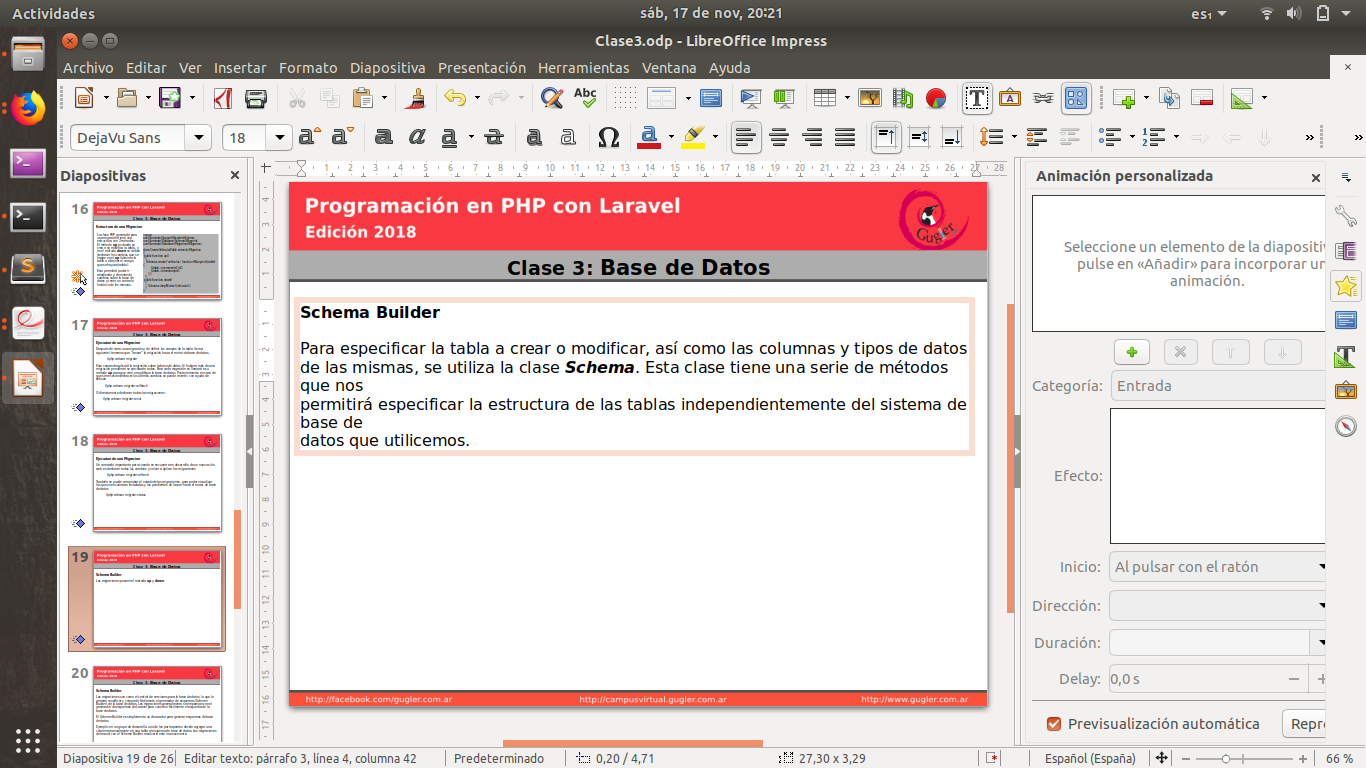 Actividades
sáb, 17 de nov, 20:21
es₁
Clase3.odp - LibreOffice Impress
Archivo Editar Ver Insertar Formato Diapositiva Presentación Herramientas Ventana Ayuda
DejaVu Sans
18
Diapositivas
16
17
18
19
20
Programación en PHP con Laravel
Edición 2018
Gugler
Clase 3: Base de Datos
Schema Builder
Para especificar la tabla a crear o modificar, así como las columnas y tipos de datos
de las mismas, se utiliza la clase Schema. Esta clase tiene una serie de métodos
que nos
permitirá especificar la estructura de las tablas independientemente del sistema de
base de
datos que utilicemos.
http://facebook.com/gugler.com.ar
http://campusvirtual.gugler.com.ar
http://www.gugler.com.ar
Animación personalizada
Seleccione un elemento de la diapositiv
pulse en «Añadir» para incorporar un
animación.
Categoría: Entrada
Efecto:
Inicio: Al pulsar con el ratón
Dirección:
Duración:
Delay: 0,0 s
Previsualización automática
Repro
Diapositiva 19 de 26
Editar texto: párrafo 3, línea 4, columna 42
Predeterminado
0,20 / 4,71
27,30 x 3,29
Español (España)
66 %